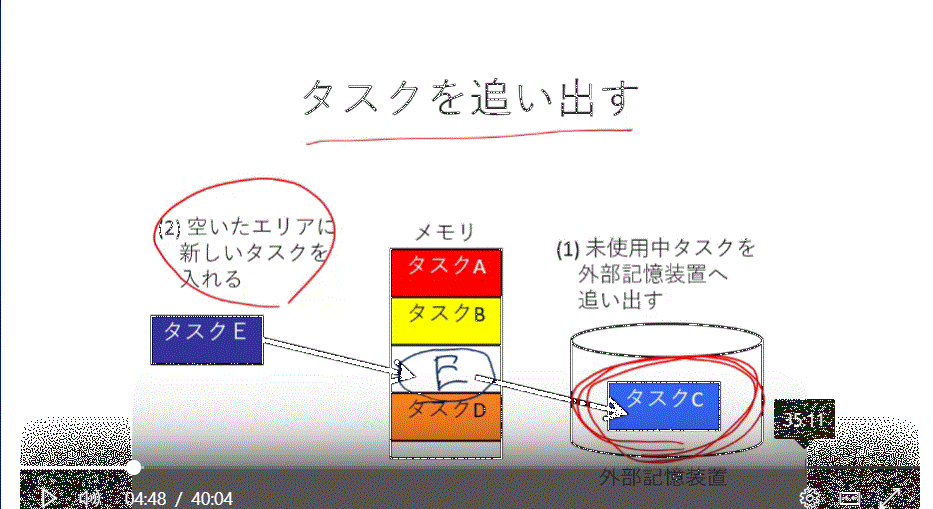 タスクを追い出す
(2) 空いたエリアに
新しいタスクを
入れる
メモリ
(1) 未使用中タスクを
外部記憶装置へ
追い出す
タスクA
タスクB
タスクE
E
タスクC
タスクD
35:11
外部記憶装置
04:48 / 40:04